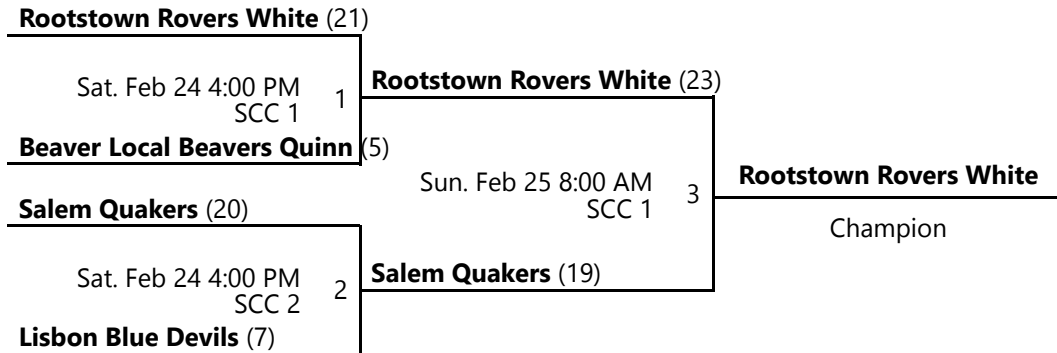 Rootstown Rovers White (21)
Sat. Feb 24 4:00 PM
SCC 1
1
Rootstown Rovers White (23)
Beaver Local Beavers Quinn (5)
Sun. Feb 25 8:00 AM
SCC 1
3
Rootstown Rovers White
Champion
Salem Quakers (20)
Sat. Feb 24 4:00 PM
SCC 2
2
Salem Quakers (19)
Lisbon Blue Devils (7)